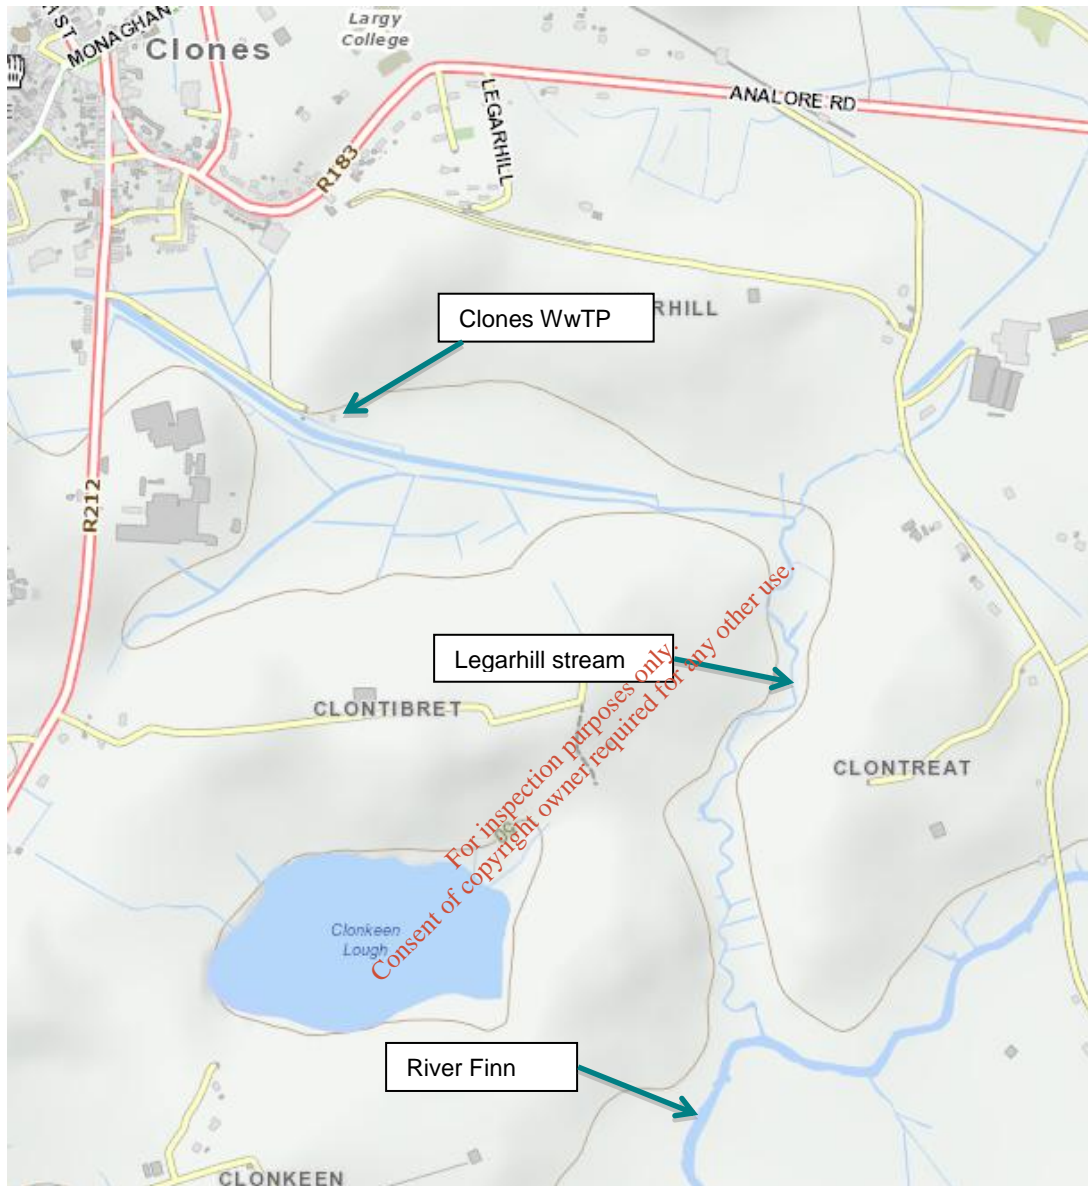 Largy
College
MONAGHAN
Clones
H ST
LEGARHILL
ANALORE RD
R183
Clones WwTP
RHILL
R212
Legarhill stream
CLONTIBRET
CLONTREAT
For inspection purposes only.
Consent of copyright owner required for any other use.
Clonkeen
Lough
River Finn
CLONKEEN